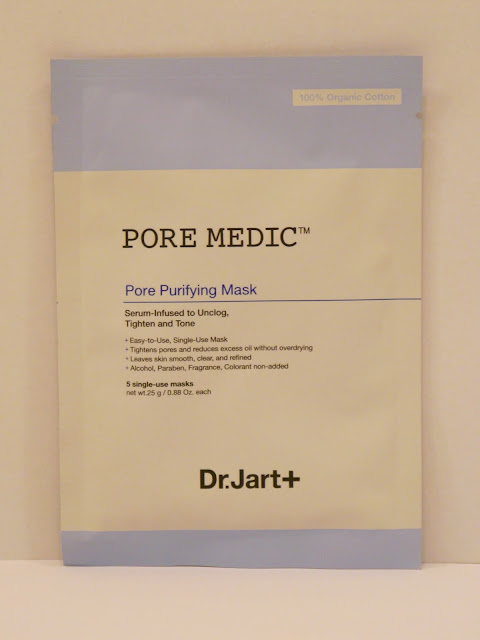 100% Organic Cotton
PORE MEDIC™
Pore Purifying Mask
Serum-Infused to Unclog,
Tighten and Tone
+ Easy-to-Use, Single-Use Mask
+ Tightens pores and reduces excess oil without overdrying
+ Leaves skin smooth, clear, and refined
+ Alcohol, Paraben, Fragrance, Colorant non-added
5 single-use masks
net wt.25 g / 0.88 Oz. each
Dr.Jart+